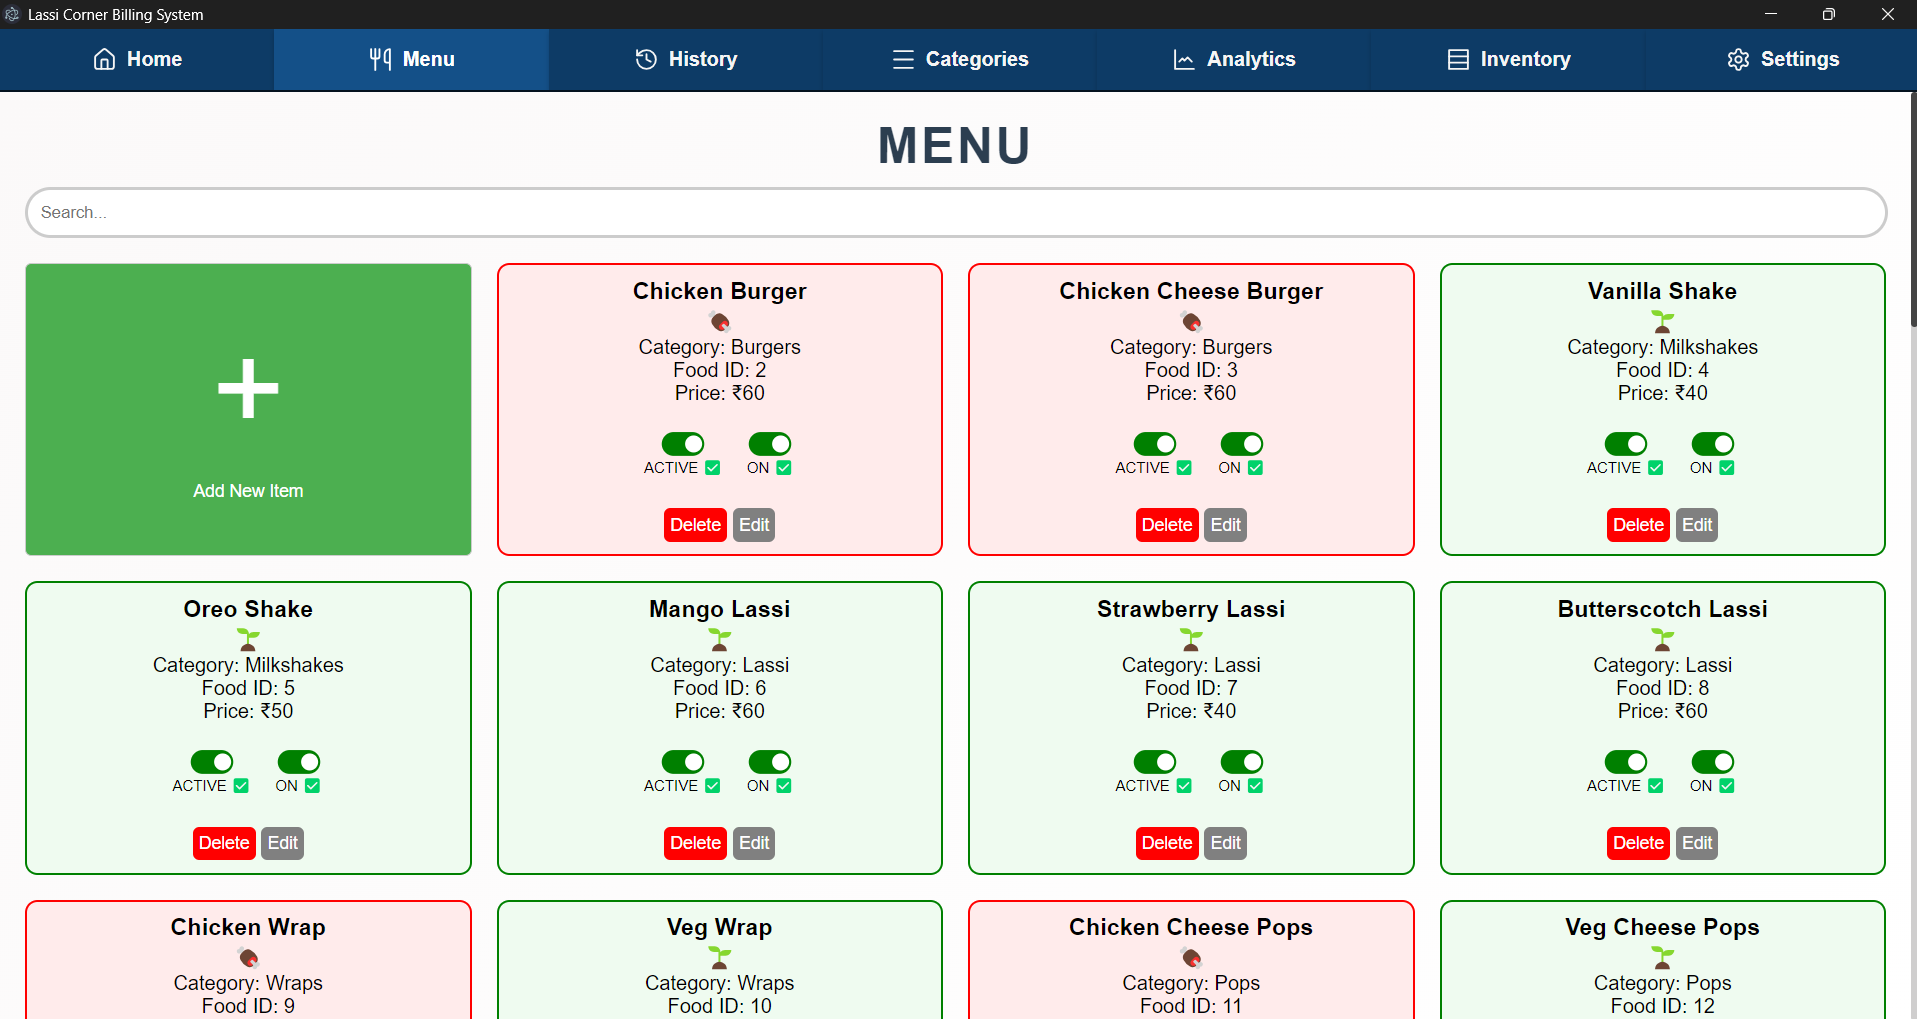 Lassi Corner Billing System
Home Menu History Categories Analytics Inventory Settings
MENU
Search...
Add New Item
Chicken Burger
Category: Burgers
Food ID: 2
Price: ₹60
ACTIVE ON
Delete Edit
Chicken Cheese Burger
Category: Burgers
Food ID: 3
Price: ₹60
ACTIVE ON
Delete Edit
Vanilla Shake
Category: Milkshakes
Food ID: 4
Price: ₹40
ACTIVE ON
Delete Edit
Oreo Shake
Category: Milkshakes
Food ID: 5
Price: ₹50
ACTIVE ON
Delete Edit
Mango Lassi
Category: Lassi
Food ID: 6
Price: ₹60
ACTIVE ON
Delete Edit
Strawberry Lassi
Category: Lassi
Food ID: 7
Price: ₹40
ACTIVE ON
Delete Edit
Butterscotch Lassi
Category: Lassi
Food ID: 8
Price: ₹60
ACTIVE ON
Delete Edit
Chicken Wrap
Category: Wraps
Food ID: 9
Veg Wrap
Category: Wraps
Food ID: 10
Chicken Cheese Pops
Category: Pops
Food ID: 11
Veg Cheese Pops
Category: Pops
Food ID: 12